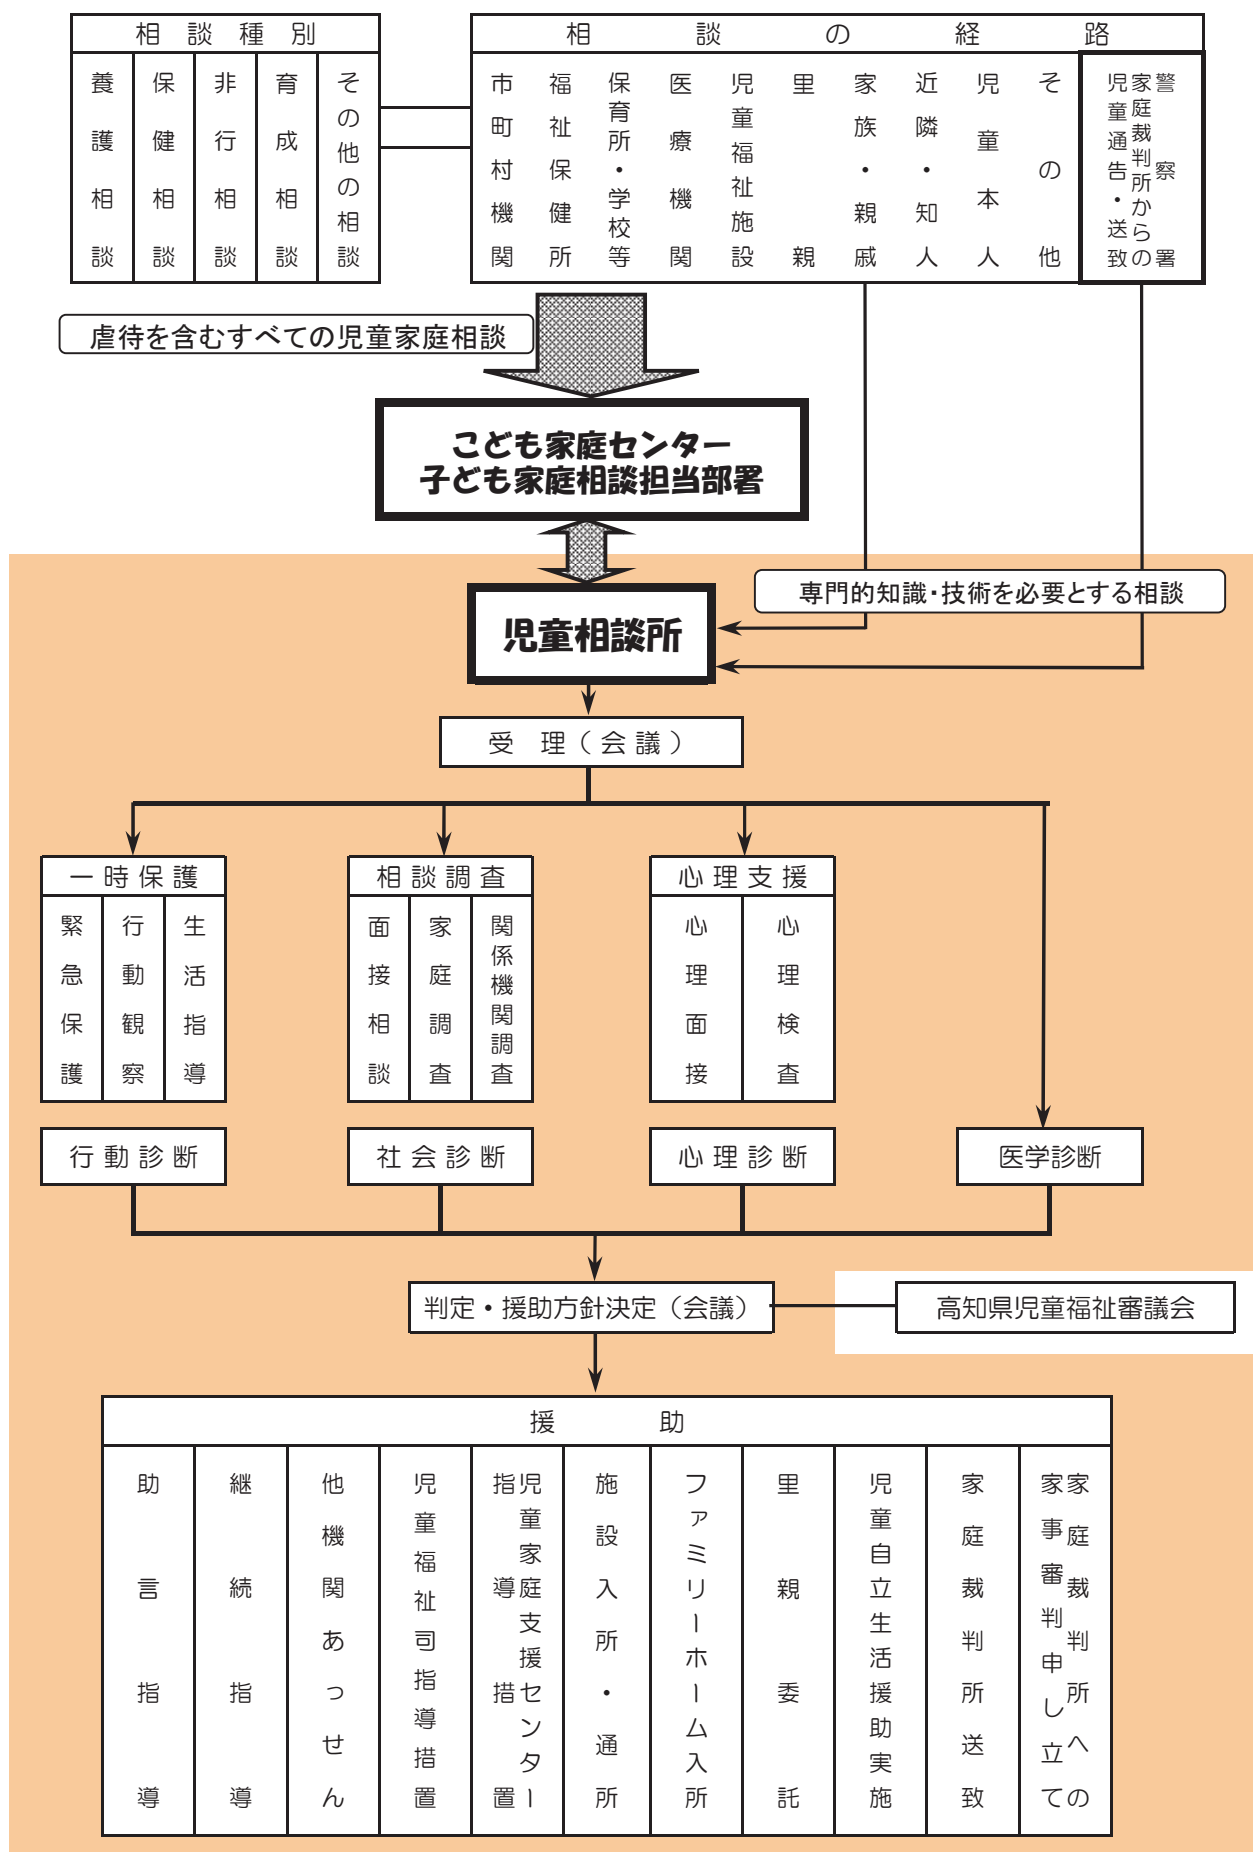 相談種別
養護相談
保健相談
非行相談
育成相談
その他の相談
相談の経路
市町村機関
福祉保健所
保育所・学校等
医療機関
児童福祉施設
里親
家族・親戚
近隣・知人
児童本人
その他
警察署
家庭裁判所からの
児童通告・送致
虐待を含むすべての児童家庭相談
こども家庭センター
子ども家庭相談担当部署
専門的知識・技術を必要とする相談
児童相談所
受理(会議)
一時保護
緊急保護
行動観察
生活指導
相談調査
面接相談
家庭調査
関係機関調査
心理支援
心理面接
心理検査
行動診断
社会診断
心理診断
医学診断
判定・援助方針決定(会議)
高知県児童福祉審議会
援助
助言指導
継続指導
他機関あっせん
児童福祉司指導措置
児童家庭支援センター
指導措置
施設入所・通所
ファミリーホーム入所
里親委託
児童自立生活援助実施
家庭裁判所送致
家庭裁判所への
家事審判申し立て